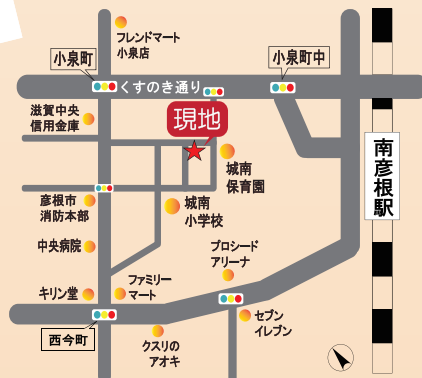 フレンドマート
小泉店
小泉町
小泉町中
くすのき通り
滋賀中央
信用金庫
現地
城南
保育園
南彦根駅
彦根市
消防本部
城南
小学校
中央病院
プロシード
アリーナ
キリン堂
ファミリー
マート
セブン
イレブン
西今町
クスリの
アオキ